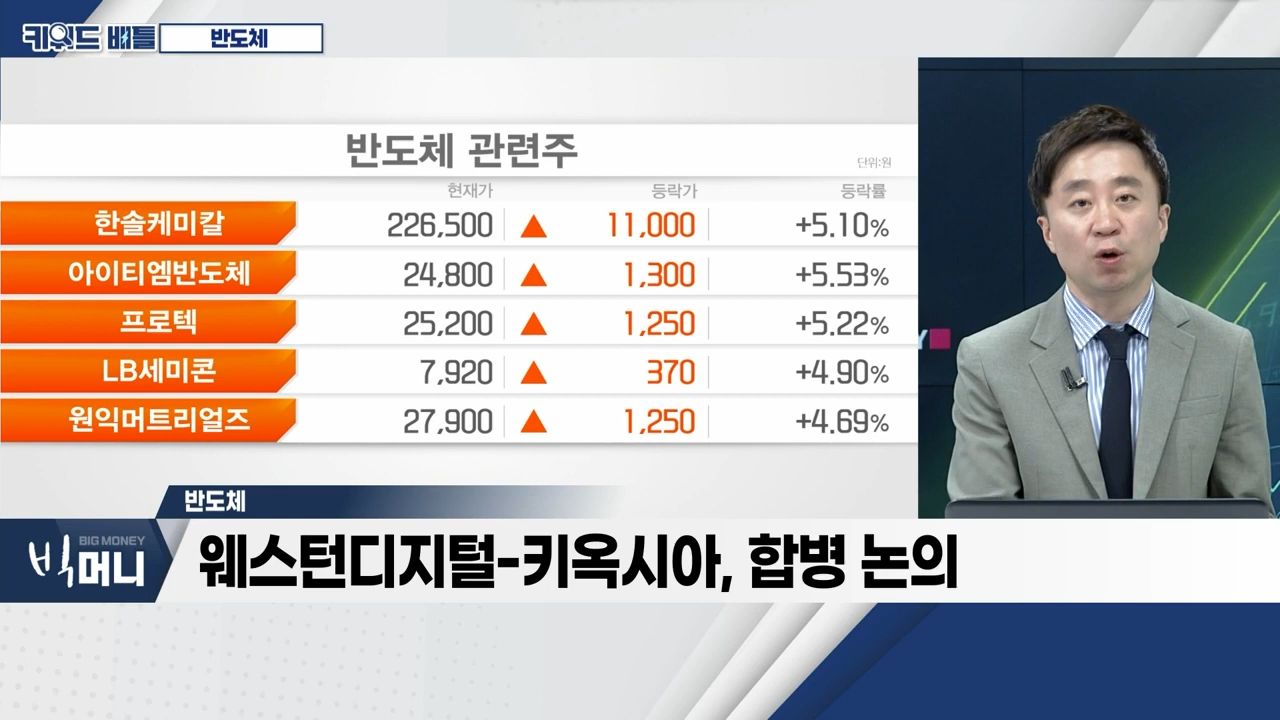 키워드 배틀
반도체
반도체 관련주
단위:원
현재가 등락가 등락률
한솔케미칼 226,500 ▲ 11,000 +5.10%
아이티엠반도체 24,800 ▲ 1,300 +5.53%
프로텍 25,200 ▲ 1,250 +5.22%
LB세미콘 7,920 ▲ 370 +4.90%
원익머트리얼즈 27,900 ▲ 1,250 +4.69%
반도체
BIG MONEY
빅머니
웨스턴디지털-키옥시아, 합병 논의
Y